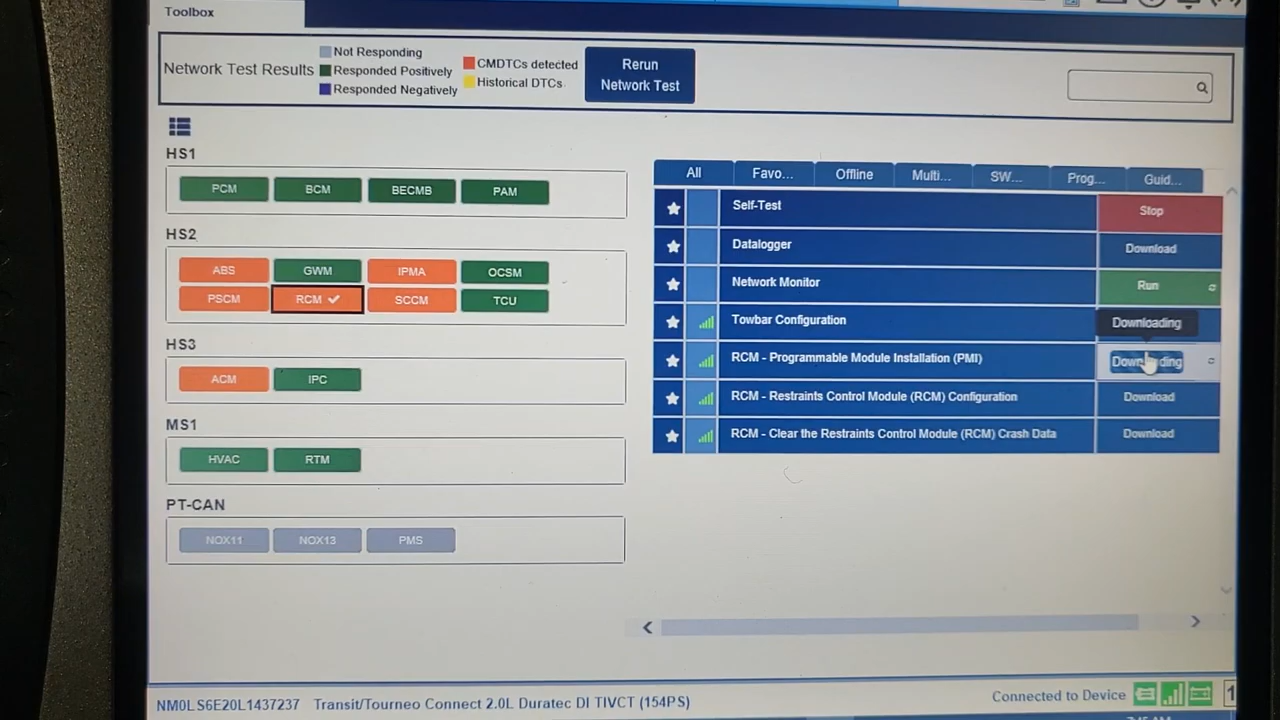 Toolbox
Network Test Results
Not Responding
Responded Positively
Responded Negatively
CMDTCs detected
Historical DTCs
Rerun
Network Test
HS1
PCM
BCM
BECMB
PAM
HS2
ABS
GWM
IPMA
OCSM
PSCM
RCM
SCCM
TCU
HS3
ACM
IPC
MS1
HVAC
RTM
PT-CAN
NOX11
NOX13
PMS
All
Favo...
Offline
Multi...
SW...
Prog...
Guid...
Self-Test
Stop
Datalogger
Download
Network Monitor
Run
Towbar Configuration
Downloading
RCM - Programmable Module Installation (PMI)
Downloading
RCM - Restraints Control Module (RCM) Configuration
Download
RCM - Clear the Restraints Control Module (RCM) Crash Data
Download
NM0LS6E20L1437237 Transit/Tourneo Connect 2.0L Duratec DI TIVCT (154PS)
Connected to Device